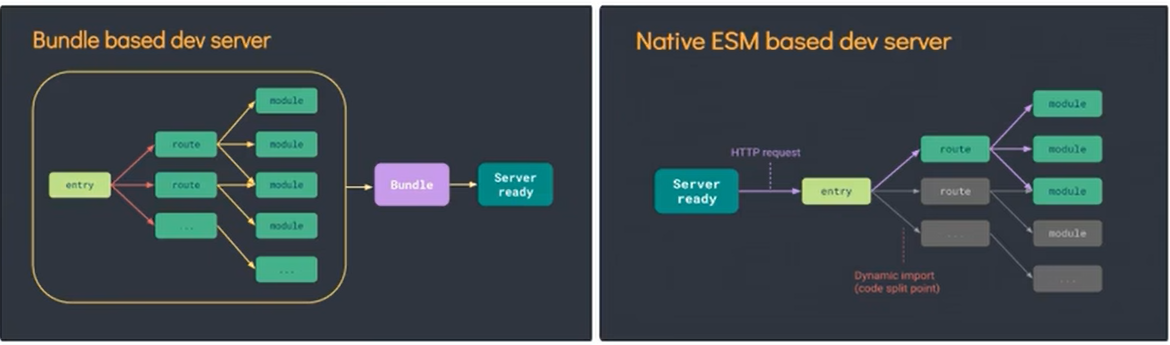 Bundle based dev server
entry
route
route
...
module
module
module
module
...
Bundle
Server
ready
Native ESM based dev server
Server
ready
HTTP request
entry
route
route
...
module
module
module
module
...
Dynamic import
(code split point)